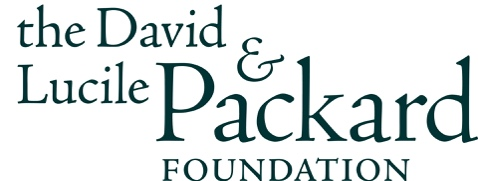 the David &
Lucile Packard
FOUNDATION